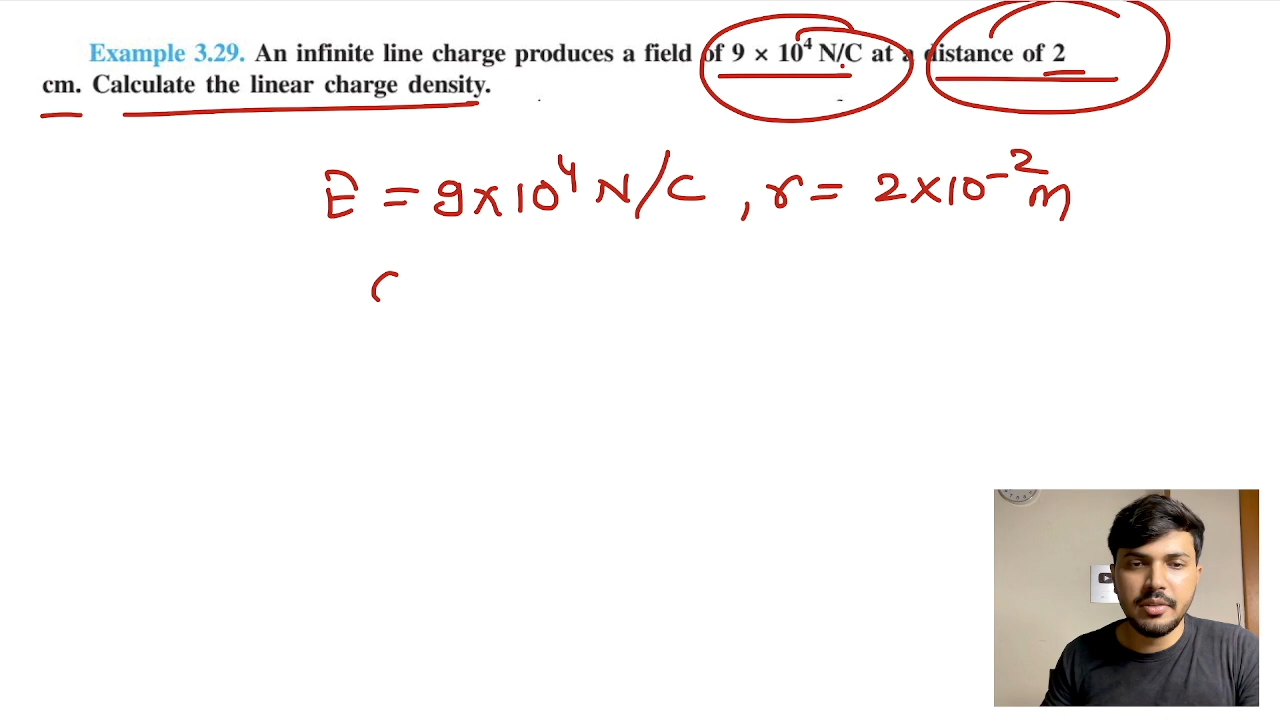 Example 3.29. An infinite line charge produces a field of 9 × 10⁴ N/C at a distance of 2
cm. Calculate the linear charge density.
E = 9×10⁴ N/C , r = 2×10⁻² m
(